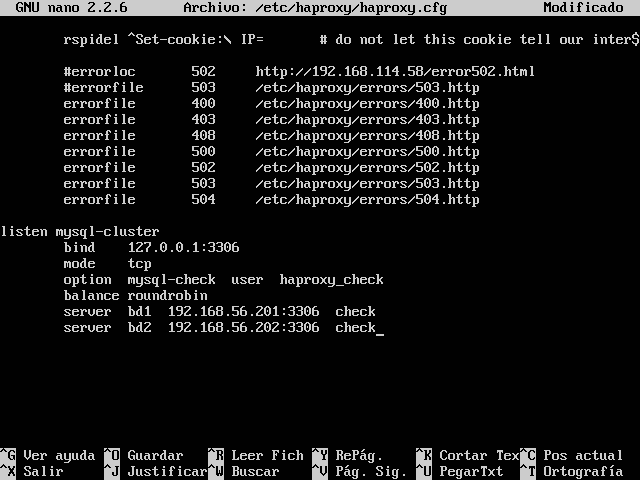 GNU nano 2.2.6 Archivo: /etc/haproxy/haproxy.cfg Modificado
rspidel ^Set-cookie:\ IP= # do not let this cookie tell our inter$
#errorloc 502 http://192.168.114.58/error502.html
#errorfile 503 /etc/haproxy/errors/503.http
errorfile 400 /etc/haproxy/errors/400.http
errorfile 403 /etc/haproxy/errors/403.http
errorfile 408 /etc/haproxy/errors/408.http
errorfile 500 /etc/haproxy/errors/500.http
errorfile 502 /etc/haproxy/errors/502.http
errorfile 503 /etc/haproxy/errors/503.http
errorfile 504 /etc/haproxy/errors/504.http
listen mysql-cluster
bind 127.0.0.1:3306
mode tcp
option mysql-check user haproxy_check
balance roundrobin
server bd1 192.168.56.201:3306 check
server bd2 192.168.56.202:3306 check_
^G Ver ayuda ^O Guardar ^R Leer Fich ^Y RePág. ^K Cortar Tex ^C Pos actual
^X Salir ^J Justificar ^W Buscar ^V Pág. Sig. ^U PegarTxt ^T Ortografía